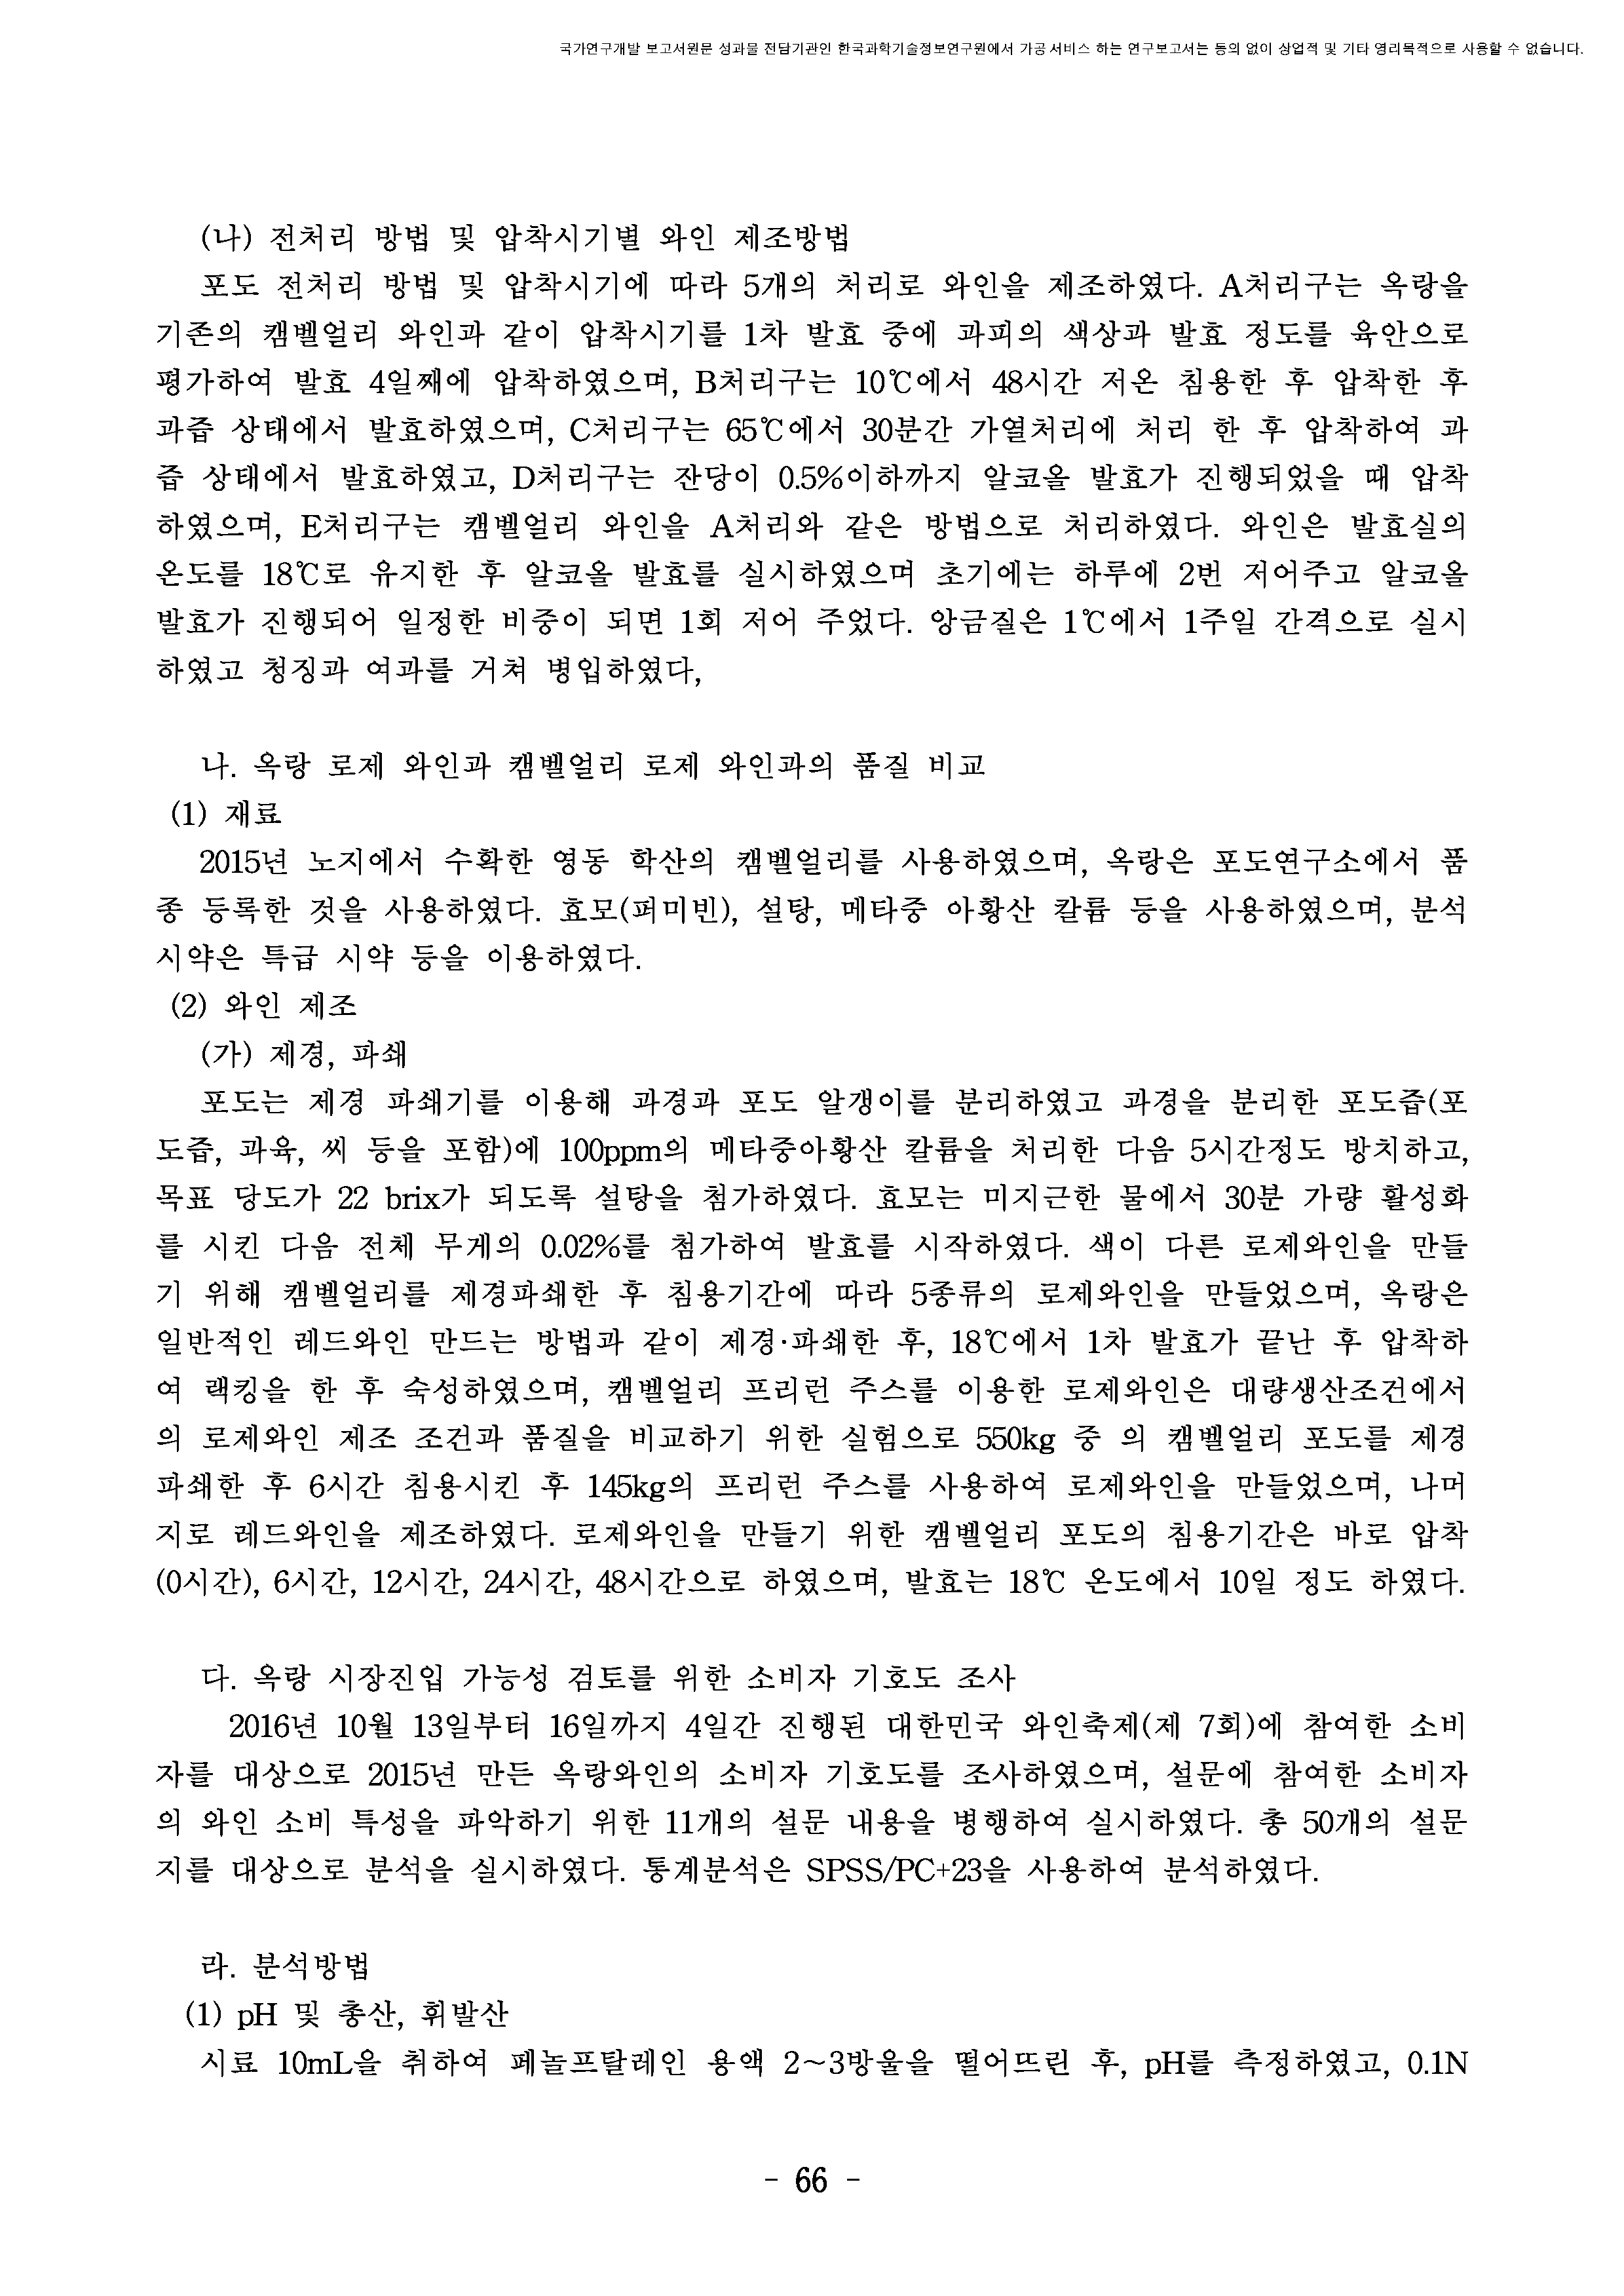 국가연구개발 보고서원문 성과물 전담기관인 한국과학기술정보연구원에서 가공·서비스 하는 연구보고서는 동의 없이 상업적 및 기타 영리목적으로 사용할 수 없습니다.
(나) 전처리 방법 및 압착시기별 와인 제조방법
포도 전처리 방법 및 압착시기에 따라 5개의 처리로 와인을 제조하였다. A처리구는 옥랑을
기존의 캠벨얼리 와인과 같이 압착시기를 1차 발효 중에 과피의 색상과 발효 정도를 육안으로
평가하여 발효 4일째에 압착하였으며, B처리구는 10℃에서 48시간 저온 침용한 후 압착한 후
과즙 상태에서 발효하였으며, C처리구는 65℃에서 30분간 가열처리에 처리 한 후 압착하여 과
즙 상태에서 발효하였고, D처리구는 잔당이 0.5%이하까지 알코올 발효가 진행되었을 때 압착
하였으며, E처리구는 캠벨얼리 와인을 A처리와 같은 방법으로 처리하였다. 와인은 발효실의
온도를 18℃로 유지한 후 알코올 발효를 실시하였으며 초기에는 하루에 2번 저어주고 알코올
발효가 진행되어 일정한 비중이 되면 1회 저어 주었다. 앙금질은 1℃에서 1주일 간격으로 실시
하였고 청징과 여과를 거쳐 병입하였다,
나. 옥랑 로제 와인과 캠벨얼리 로제 와인과의 품질 비교
(1) 재료
2015년 노지에서 수확한 영동 학산의 캠벨얼리를 사용하였으며, 옥랑은 포도연구소에서 품
종 등록한 것을 사용하였다. 효모(퍼미빈), 설탕, 메타중 아황산 칼륨 등을 사용하였으며, 분석
시약은 특급 시약 등을 이용하였다.
(2) 와인 제조
(가) 제경, 파쇄
포도는 제경 파쇄기를 이용해 과경과 포도 알갱이를 분리하였고 과경을 분리한 포도즙(포
도즙, 과육, 씨 등을 포함)에 100ppm의 메타중아황산 칼륨을 처리한 다음 5시간정도 방치하고,
목표 당도가 22 brix가 되도록 설탕을 첨가하였다. 효모는 미지근한 물에서 30분 가량 활성화
를 시킨 다음 전체 무게의 0.02%를 첨가하여 발효를 시작하였다. 색이 다른 로제와인을 만들
기 위해 캠벨얼리를 제경파쇄한 후 침용기간에 따라 5종류의 로제와인을 만들었으며, 옥랑은
일반적인 레드와인 만드는 방법과 같이 제경·파쇄한 후, 18℃에서 1차 발효가 끝난 후 압착하
여 랙킹을 한 후 숙성하였으며, 캠벨얼리 프리런 주스를 이용한 로제와인은 대량생산조건에서
의 로제와인 제조 조건과 품질을 비교하기 위한 실험으로 550kg 중 의 캠벨얼리 포도를 제경
파쇄한 후 6시간 침용시킨 후 145kg의 프리런 주스를 사용하여 로제와인을 만들었으며, 나머
지로 레드와인을 제조하였다. 로제와인을 만들기 위한 캠벨얼리 포도의 침용기간은 바로 압착
(0시간), 6시간, 12시간, 24시간, 48시간으로 하였으며, 발효는 18℃ 온도에서 10일 정도 하였다.
다. 옥랑 시장진입 가능성 검토를 위한 소비자 기호도 조사
2016년 10월 13일부터 16일까지 4일간 진행된 대한민국 와인축제(제 7회)에 참여한 소비
자를 대상으로 2015년 만든 옥랑와인의 소비자 기호도를 조사하였으며, 설문에 참여한 소비자
의 와인 소비 특성을 파악하기 위한 11개의 설문 내용을 병행하여 실시하였다. 총 50개의 설문
지를 대상으로 분석을 실시하였다. 통계분석은 SPSS/PC+23을 사용하여 분석하였다.
라. 분석방법
(1) pH 및 총산, 휘발산
시료 10mL을 취하여 페놀프탈레인 용액 2~3방울을 떨어뜨린 후, pH를 측정하였고, 0.1N
- 66 -